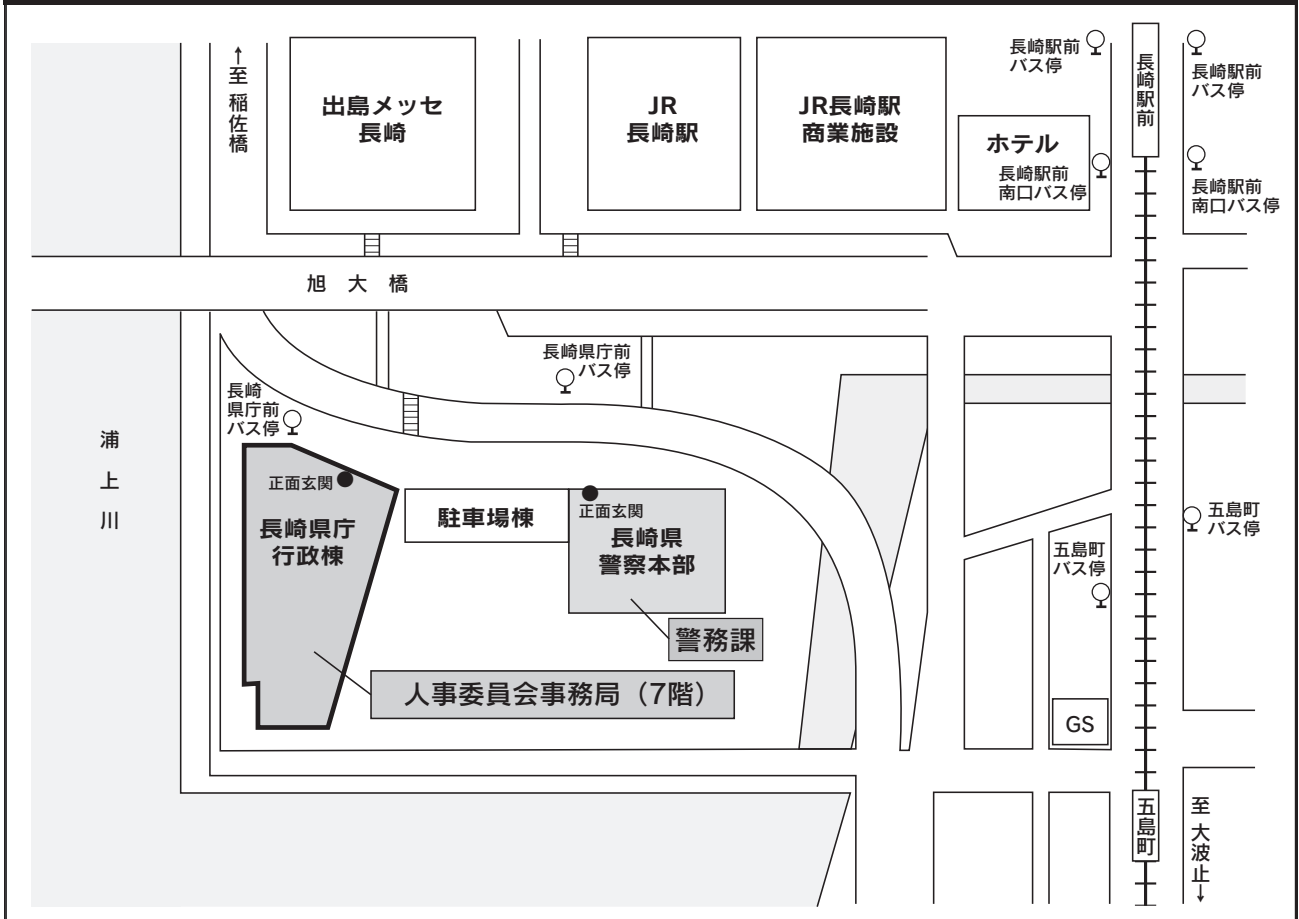 ↑至 稲佐橋
出島メッセ
長崎
JR
長崎駅
JR長崎駅
商業施設
長崎駅前
バス停
ホテル
長崎駅前
南口バス停
長崎駅前
長崎駅前
バス停
長崎駅前
南口バス停
旭大橋
長崎県庁前
バス停
長崎
県庁前
バス停
浦上川
正面玄関
長崎県庁
行政棟
駐車場棟
正面玄関
長崎県
警察本部
警務課
人事委員会事務局（7階）
五島町
バス停
五島町
バス停
GS
五島町
至 大波止→